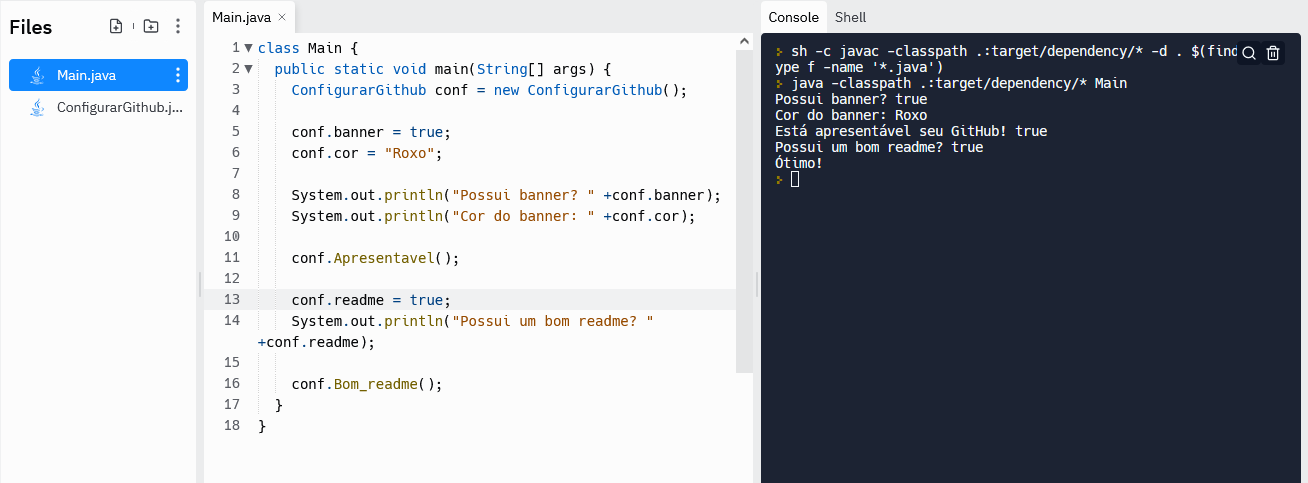 Files
Main.java
ConfigurarGithub.j...
Main.java ×
1 class Main {
2 public static void main(String[] args) {
3 ConfigurarGithub conf = new ConfigurarGithub();
4
5 conf.banner = true;
6 conf.cor = "Roxo";
7
8 System.out.println("Possui banner? " +conf.banner);
9 System.out.println("Cor do banner: " +conf.cor);
10
11 conf.Apresentavel();
12
13 conf.readme = true;
14 System.out.println("Possui um bom readme? "
+conf.readme);
15
16 conf.Bom_readme();
17 }
18 }
Console Shell
sh -c javac -classpath .:target/dependency/* -d . $(find
ype f -name '*.java')
java -classpath .:target/dependency/* Main
Possui banner? true
Cor do banner: Roxo
Está apresentável seu GitHub! true
Possui um bom readme? true
Ótimo!